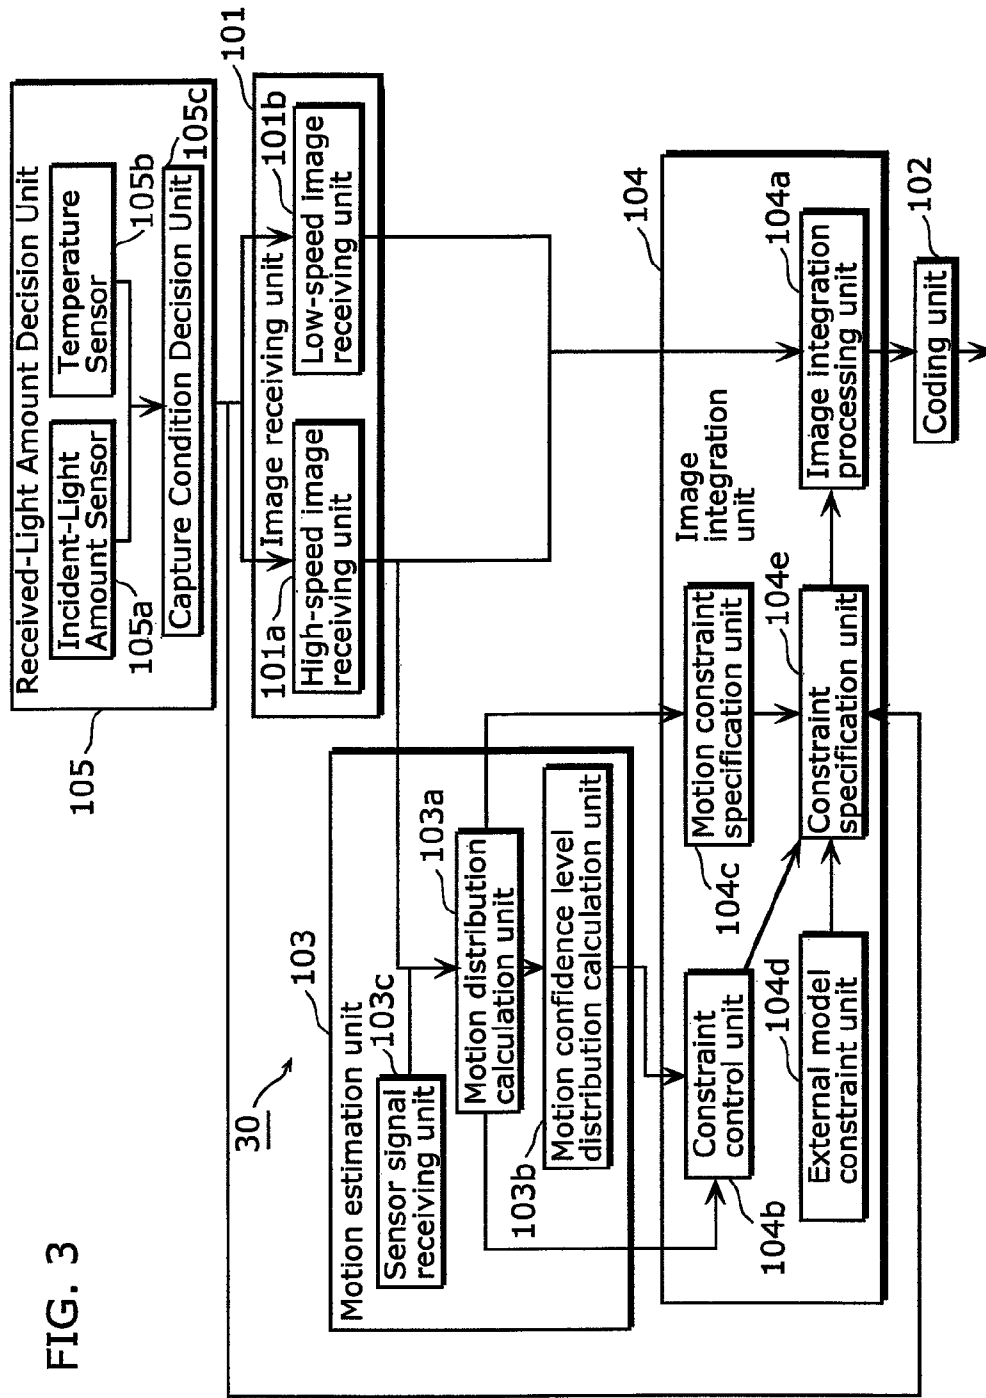 FIG. 3
30
105
Received-Light Amount Decision Unit
Incident-Light
Amount Sensor
105a
Temperature
Sensor
105b
Capture Condition Decision Unit
105c
101
Image receiving unit
101a
High-speed image
receiving unit
101b
Low-speed image
receiving unit
103
Motion estimation unit
Sensor signal
receiving unit
103c
103a
Motion distribution
calculation unit
103b
Motion confidence level
distribution calculation unit
104
Image
integration
unit
Constraint
control unit
104b
104c
Motion constraint
specification unit
104d
External model
constraint unit
104e
Constraint
specification unit
104a
Image integration
processing unit
102
Coding unit